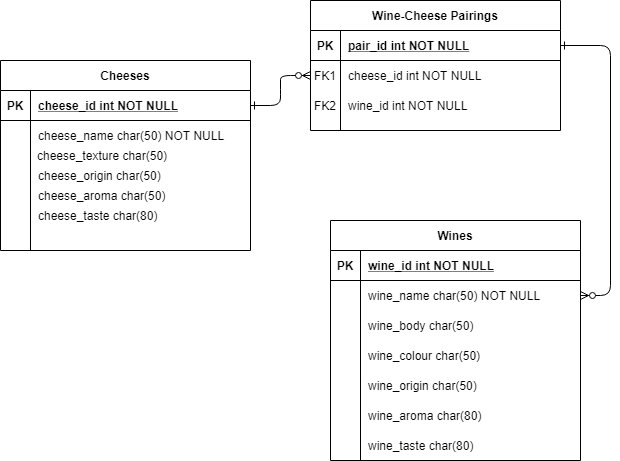 Wine-Cheese Pairings
PK pair_id int NOT NULL
FK1 cheese_id int NOT NULL
FK2 wine_id int NOT NULL
Cheeses
PK cheese_id int NOT NULL
cheese_name char(50) NOT NULL
cheese_texture char(50)
cheese_origin char(50)
cheese_aroma char(50)
cheese_taste char(80)
Wines
PK wine_id int NOT NULL
wine_name char(50) NOT NULL
wine_body char(50)
wine_colour char(50)
wine_origin char(50)
wine_aroma char(80)
wine_taste char(80)